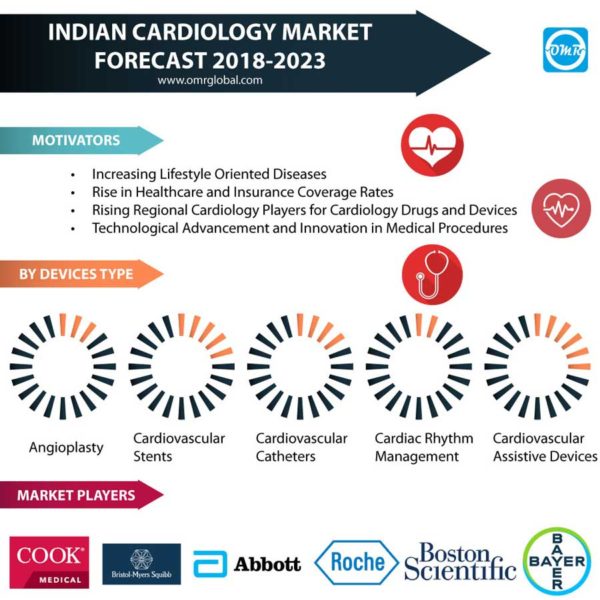 INDIAN CARDIOLOGY MARKET
FORECAST 2018-2023
www.omrglobal.com
OMR
MOTIVATORS
• Increasing Lifestyle Oriented Diseases
• Rise in Healthcare and Insurance Coverage Rates
• Rising Regional Cardiology Players for Cardiology Drugs and Devices
• Technological Advancement and Innovation in Medical Procedures
BY DEVICES TYPE
Angioplasty
Cardiovascular
Stents
Cardiovascular
Catheters
Cardiac Rhythm
Management
Cardiovascular
Assistive Devices
MARKET PLAYERS
COOK®
MEDICAL
Bristol-Myers Squibb
Abbott
Roche
Boston
Scientific
BAYER
BAYER